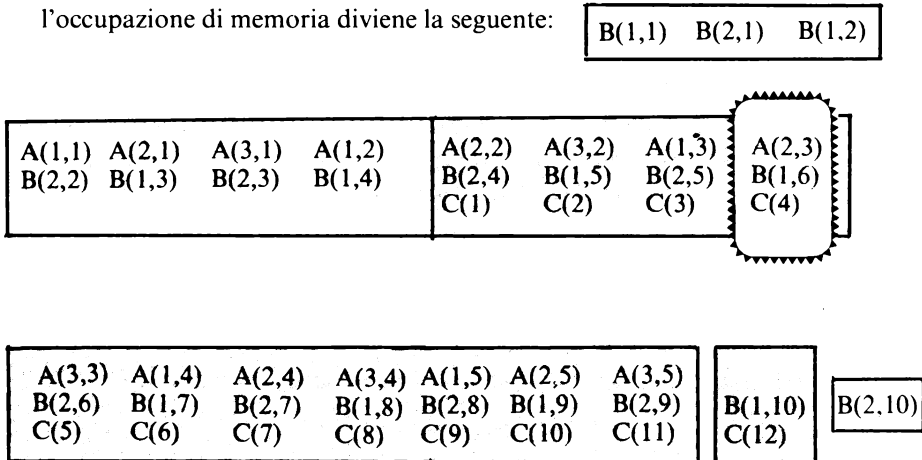 l'occupazione di memoria diviene la seguente:
B(1,1) B(2,1) B(1,2)
A(1,1) A(2,1) A(3,1) A(1,2) A(2,2) A(3,2) A(1,3) A(2,3)
B(2,2) B(1,3) B(2,3) B(1,4) B(2,4) B(1,5) B(2,5) B(1,6)
C(1) C(2) C(3) C(4)
A(3,3) A(1,4) A(2,4) A(3,4) A(1,5) A(2,5) A(3,5)
B(2,6) B(1,7) B(2,7) B(1,8) B(2,8) B(1,9) B(2,9) B(1,10) B(2,10)
C(5) C(6) C(7) C(8) C(9) C(10) C(11) C(12)